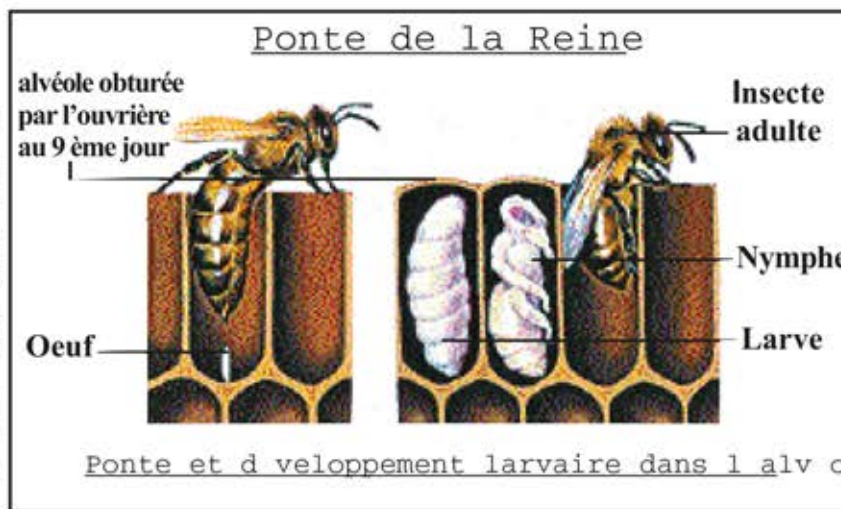 Ponte de la Reine
alvéole obturée
par l'ouvrière
au 9 ème jour
Insecte
adulte
Nymphe
Oeuf
Larve
Ponte et d veloppement larvaire dans l alv o